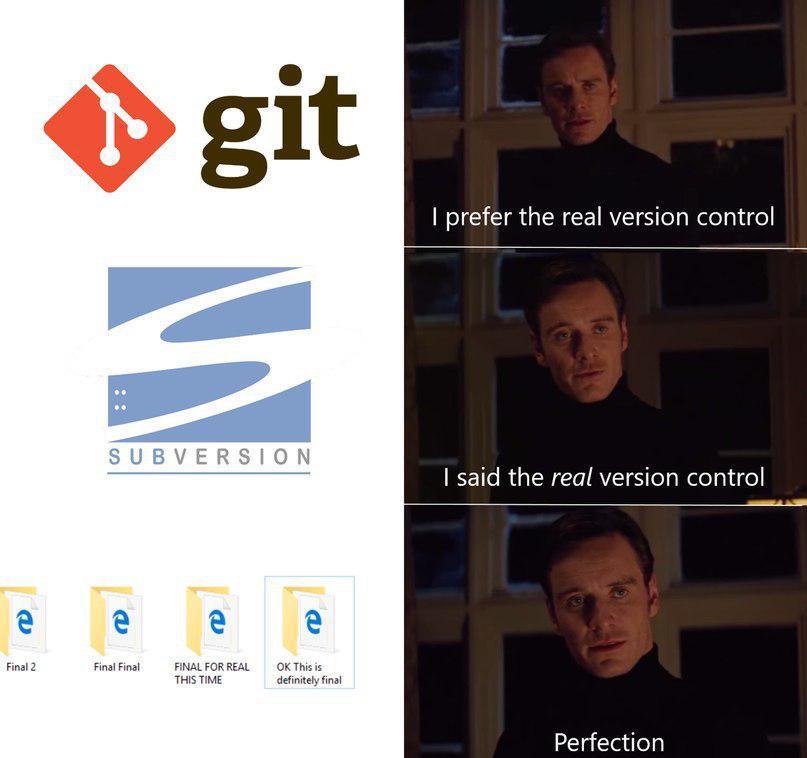 git
I prefer the real version control
SUBVERSION
I said the real version control
Final 2
Final Final
FINAL FOR REAL
THIS TIME
OK This is
definitely final
Perfection